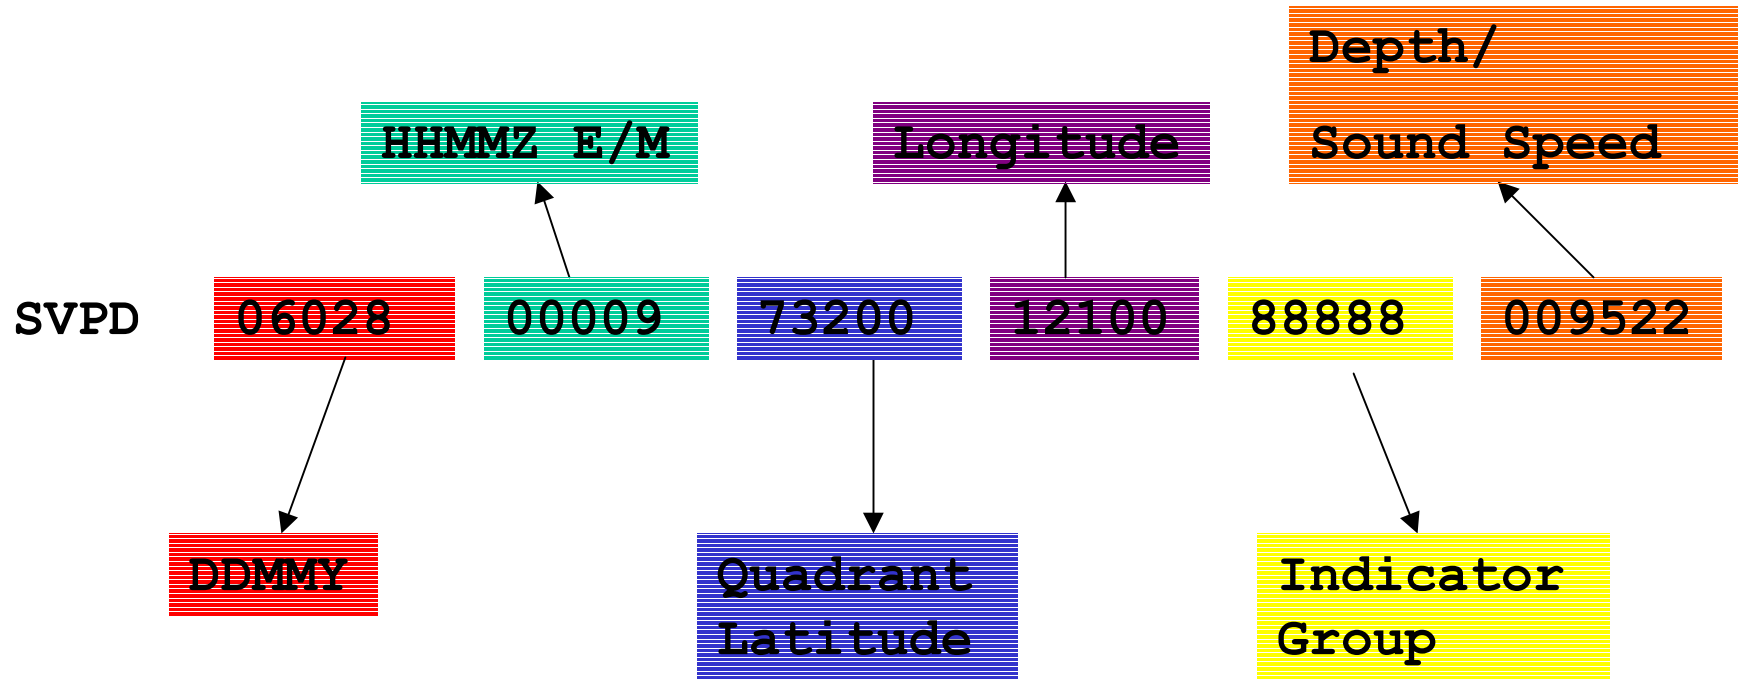 Depth/
HHMMZ E/M
Longitude
Sound Speed
SVPD 06028 00009 73200 12100 88888 009522
DDMMY
Quadrant
Latitude
Indicator
Group